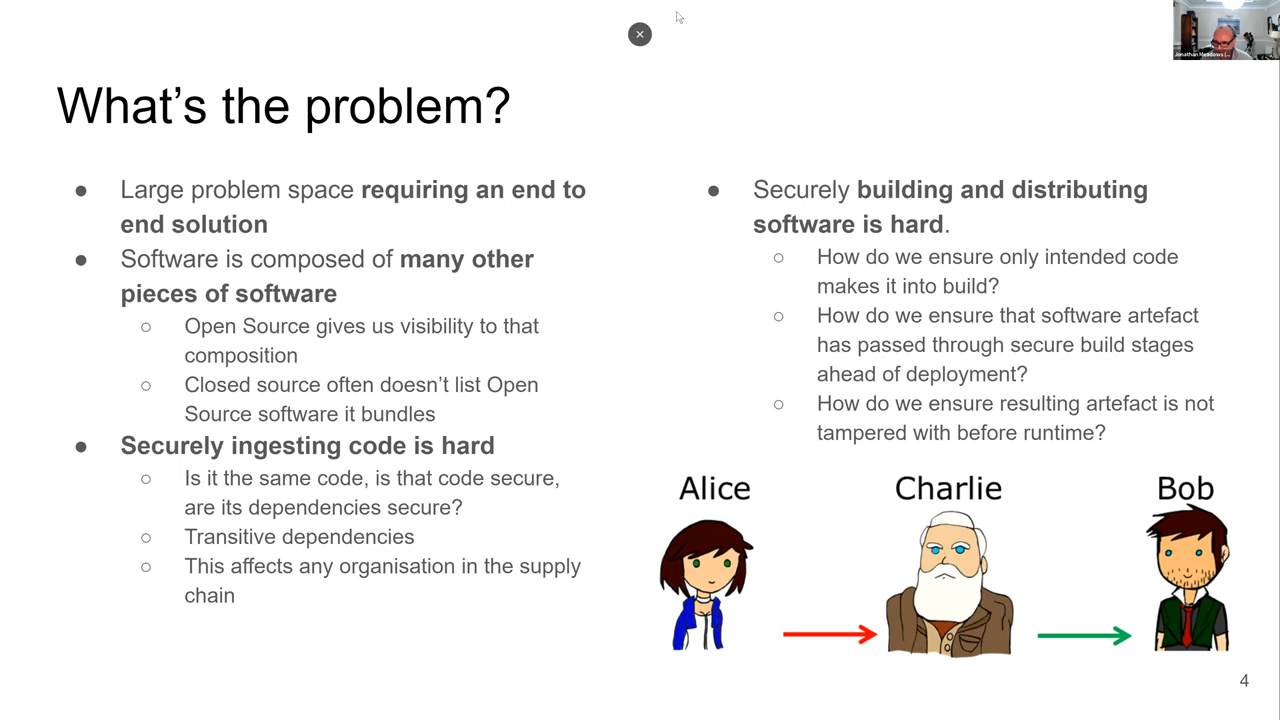 Jonathan Meadows (...
What’s the problem?
● Large problem space requiring an end to
end solution
● Software is composed of many other
pieces of software
○ Open Source gives us visibility to that
composition
○ Closed source often doesn’t list Open
Source software it bundles
● Securely ingesting code is hard
○ Is it the same code, is that code secure,
are its dependencies secure?
○ Transitive dependencies
○ This affects any organisation in the supply
chain
● Securely building and distributing
software is hard.
○ How do we ensure only intended code
makes it into build?
○ How do we ensure that software artefact
has passed through secure build stages
ahead of deployment?
○ How do we ensure resulting artefact is not
tampered with before runtime?
Alice
Charlie
Bob
4